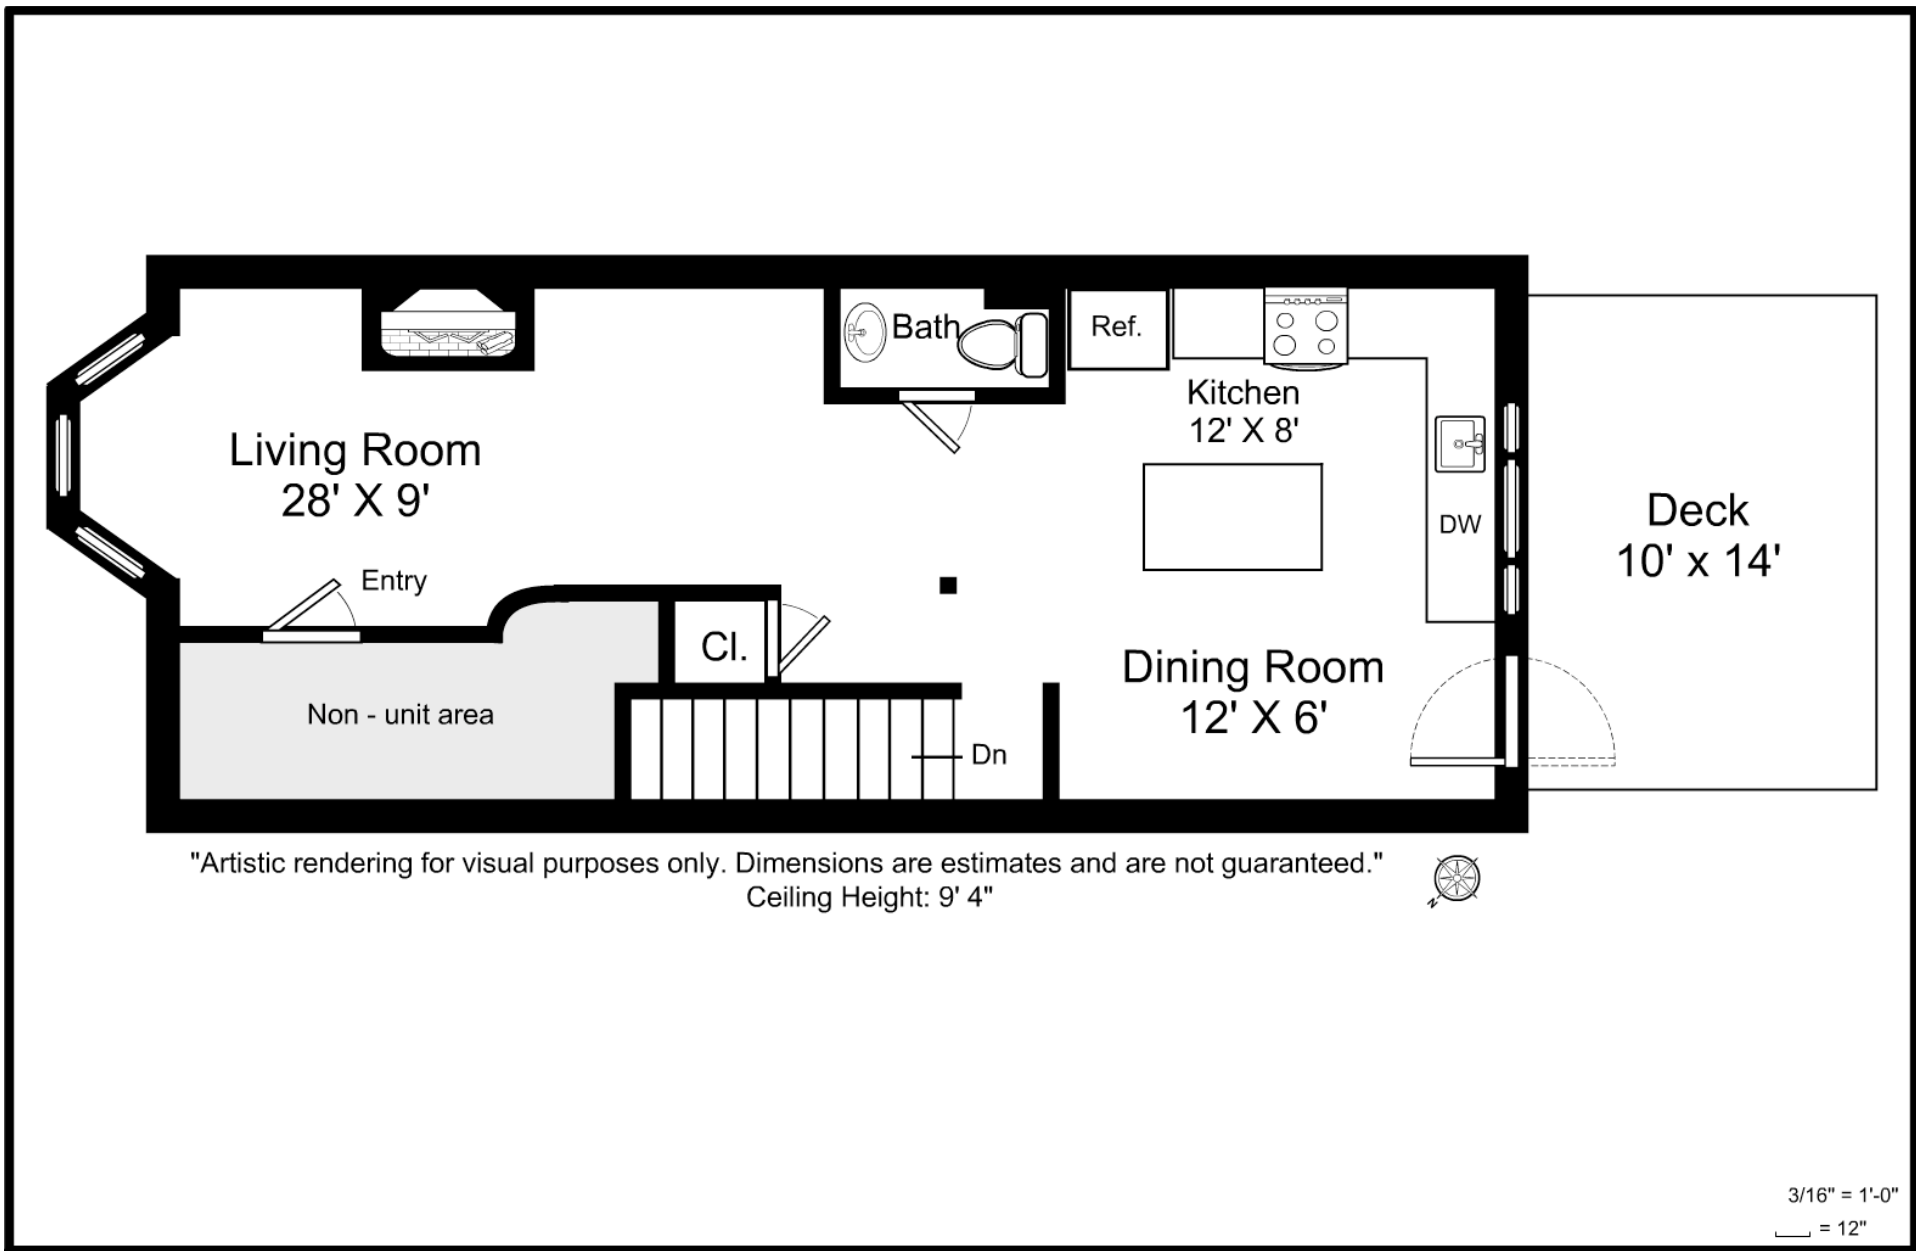 Bath
Ref.
Kitchen
12' X 8'
Living Room
28' X 9'
DW
Deck
10' x 14'
Entry
Cl.
Dining Room
12' X 6'
Non - unit area
Dn
"Artistic rendering for visual purposes only. Dimensions are estimates and are not guaranteed."
Ceiling Height: 9' 4"
N
3/16" = 1'-0"
= 12"